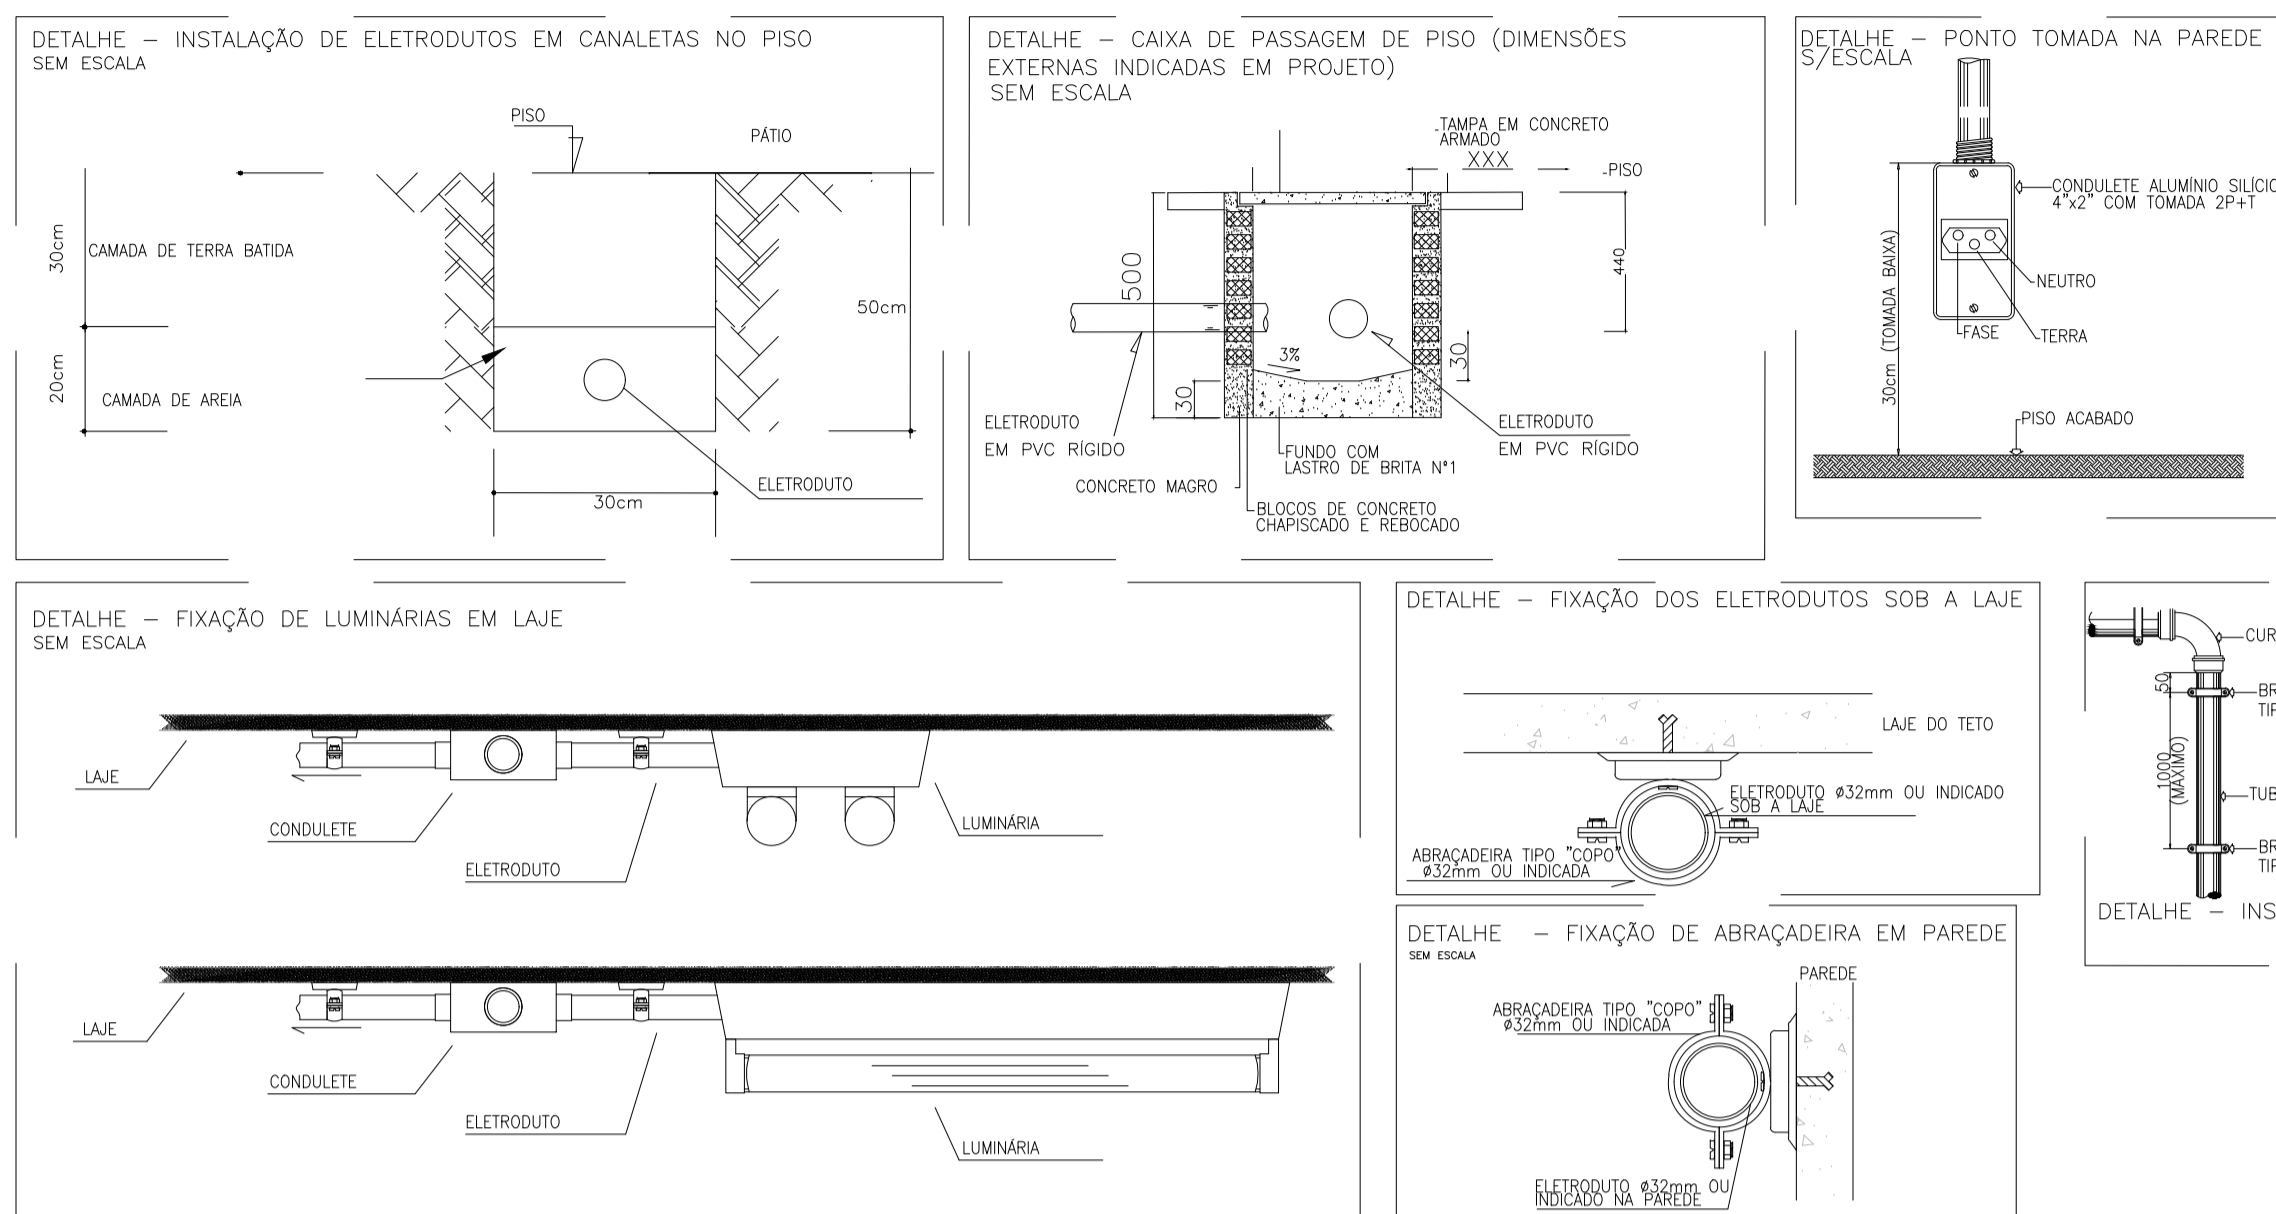 DETALHE – INSTALAÇÃO DE ELETRODUTOS EM CANALETAS NO PISO
SEM ESCALA
PISO
PÁTIO
30cm
CAMADA DE TERRA BATIDA
50cm
20cm
CAMADA DE AREIA
ELETRODUTO
30cm
DETALHE – CAIXA DE PASSAGEM DE PISO (DIMENSÕES
EXTERNAS INDICADAS EM PROJETO)
SEM ESCALA
TAMPA EM CONCRETO
ARMADO
XXX
PISO
500
440
3%
30
30
ELETRODUTO
EM PVC RÍGIDO
ELETRODUTO
EM PVC RÍGIDO
FUNDO COM
LASTRO DE BRITA N°1
CONCRETO MAGRO
BLOCOS DE CONCRETO
CHAPISCADO E REBOCADO
DETALHE – PONTO TOMADA NA PAREDE
S/ESCALA
CONDULETE ALUMÍNIO SILÍCIO
4"x2" COM TOMADA 2P+T
30cm (TOMADA BAIXA)
NEUTRO
FASE
TERRA
PISO ACABADO
DETALHE – FIXAÇÃO DE LUMINÁRIAS EM LAJE
SEM ESCALA
LAJE
CONDULETE
ELETRODUTO
LUMINÁRIA
LAJE
CONDULETE
ELETRODUTO
LUMINÁRIA
DETALHE – FIXAÇÃO DOS ELETRODUTOS SOB A LAJE
LAJE DO TETO
ELETRODUTO ø32mm OU INDICADO
SOB A LAJE
ABRAÇADEIRA TIPO "COPO"
ø32mm OU INDICADA
DETALHE – FIXAÇÃO DE ABRAÇADEIRA EM PAREDE
SEM ESCALA
PAREDE
ABRAÇADEIRA TIPO "COPO"
ø32mm OU INDICADA
ELETRODUTO ø32mm OU
INDICADO NA PAREDE
CUR
50
BR
TIP
1000
(MÁXIMO)
TUB
BR
TIP
DETALHE – INS